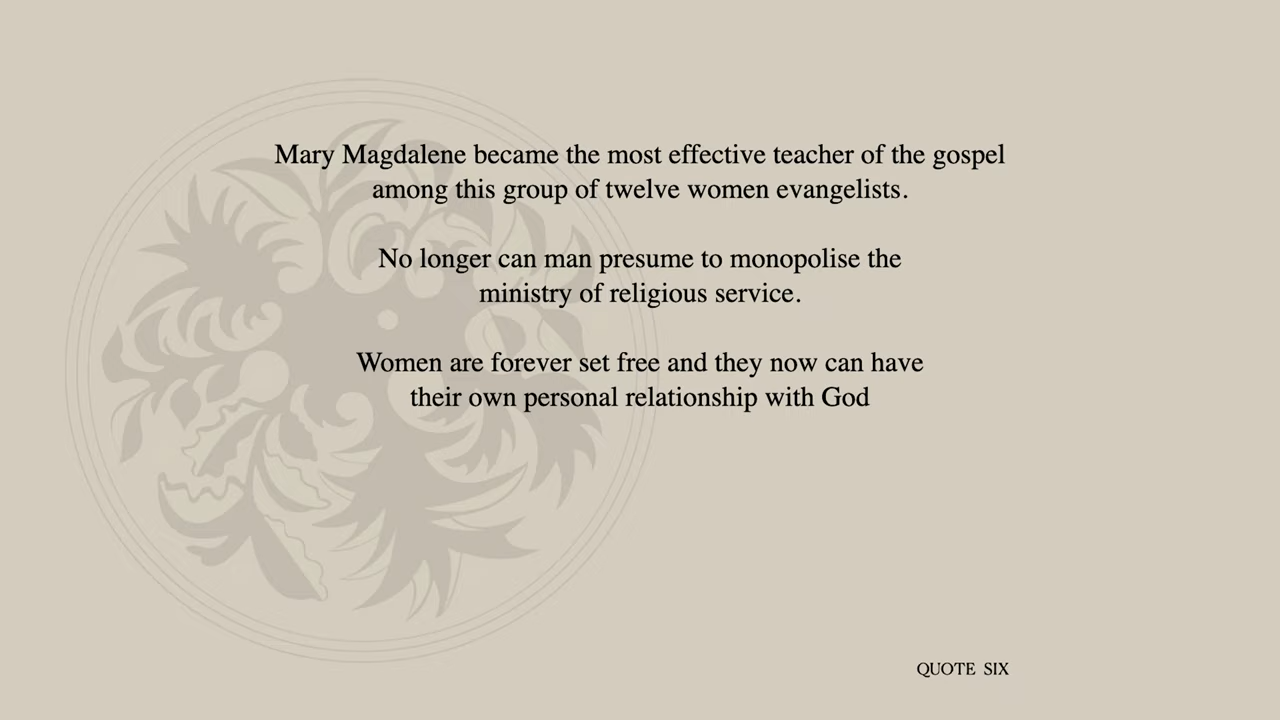 Mary Magdalene became the most effective teacher of the gospel
among this group of twelve women evangelists.
No longer can man presume to monopolise the
ministry of religious service.
Women are forever set free and they now can have
their own personal relationship with God
QUOTE SIX